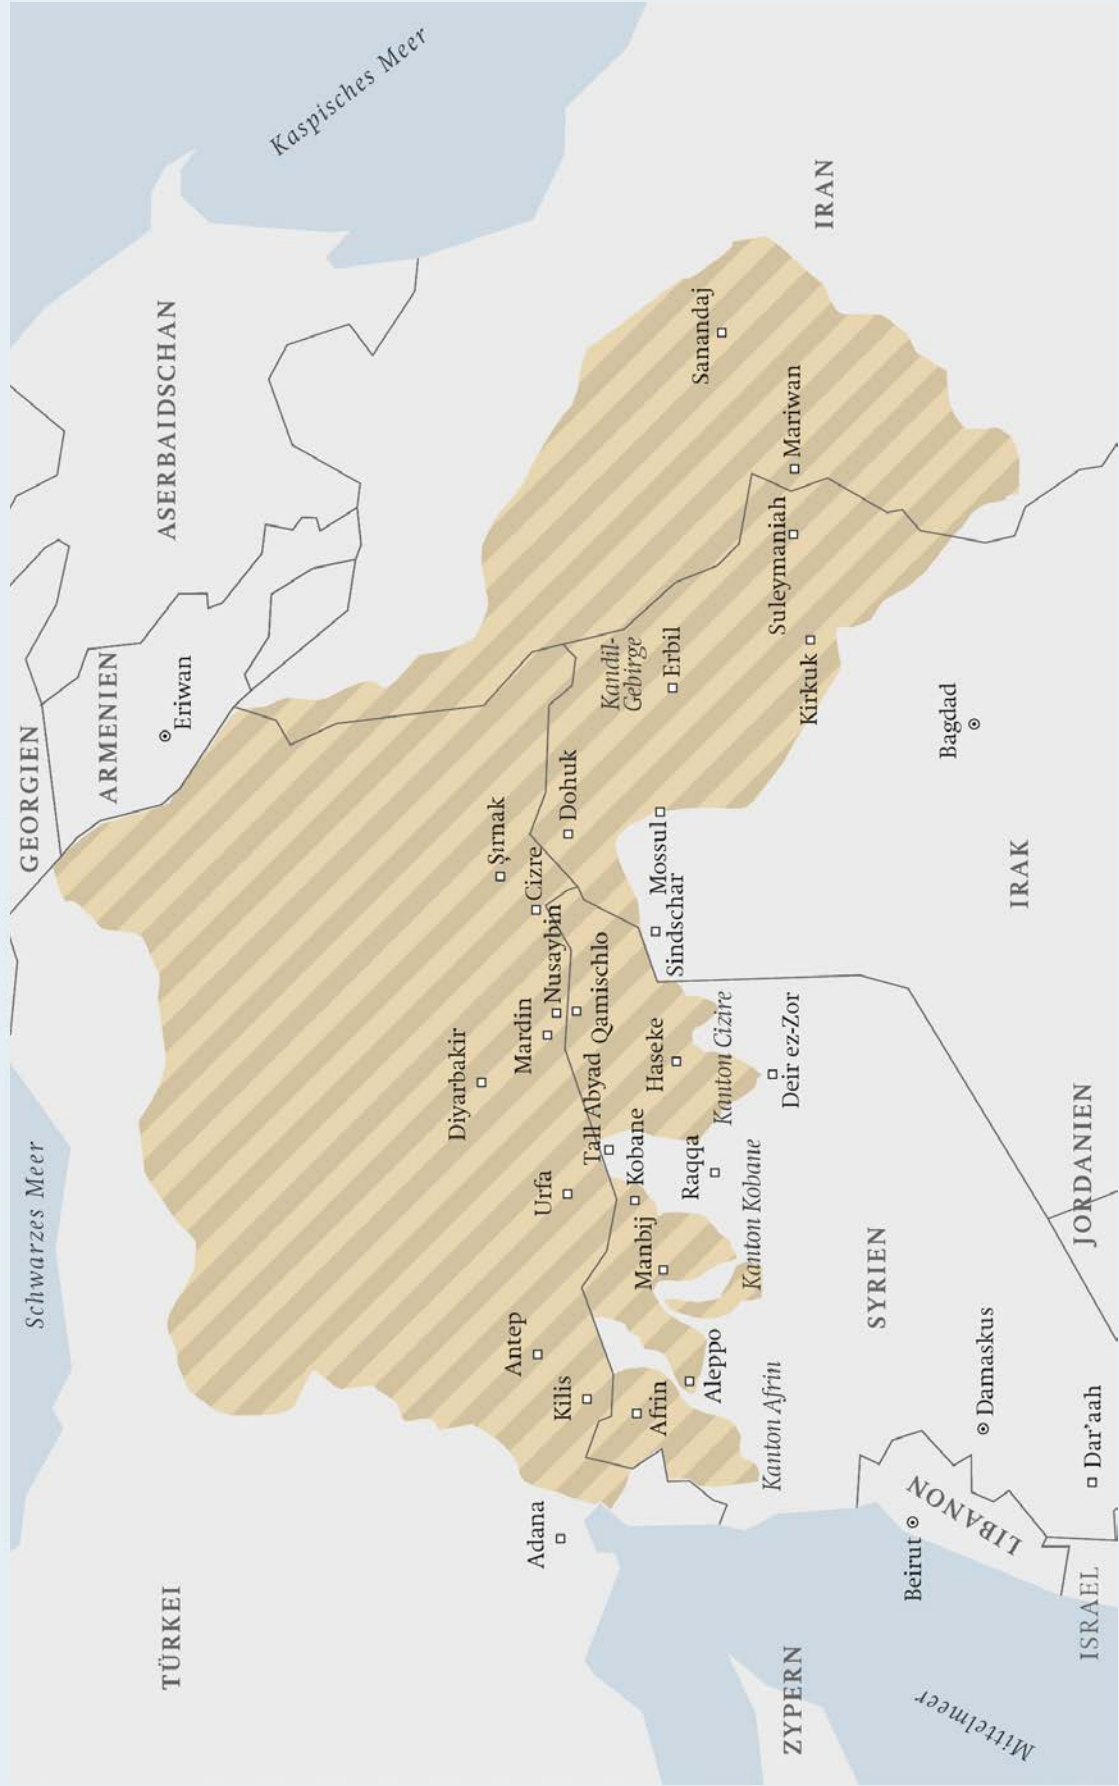 Schwarzes Meer
GEORGIEN
Kaspisches Meer
ARMENIEN
Eriwan
ASERBAIDSCHAN
TÜRKEI
Diyarbakir
Şırnak
Mardin
Cizre
Nusaybin
Antep
Urfa
Adana
Kilis
Dohuk
Tall Abyad
Qamischlo
Kandil-
Gebirge
Kobane
Manbij
Afrin
Haseke
Mossul
Sindschar
Erbil
Sanandaj
Aleppo
Raqqa
Kanton Cizire
Kanton Kobane
Kanton Afrin
Deir ez-Zor
Kirkuk
Suleymaniah
Mariwan
IRAN
ZYPERN
SYRIEN
Beirut
LIBANON
Damaskus
Bagdad
IRAK
Mittelmeer
ISRAEL
Dar’aah
JORDANIEN